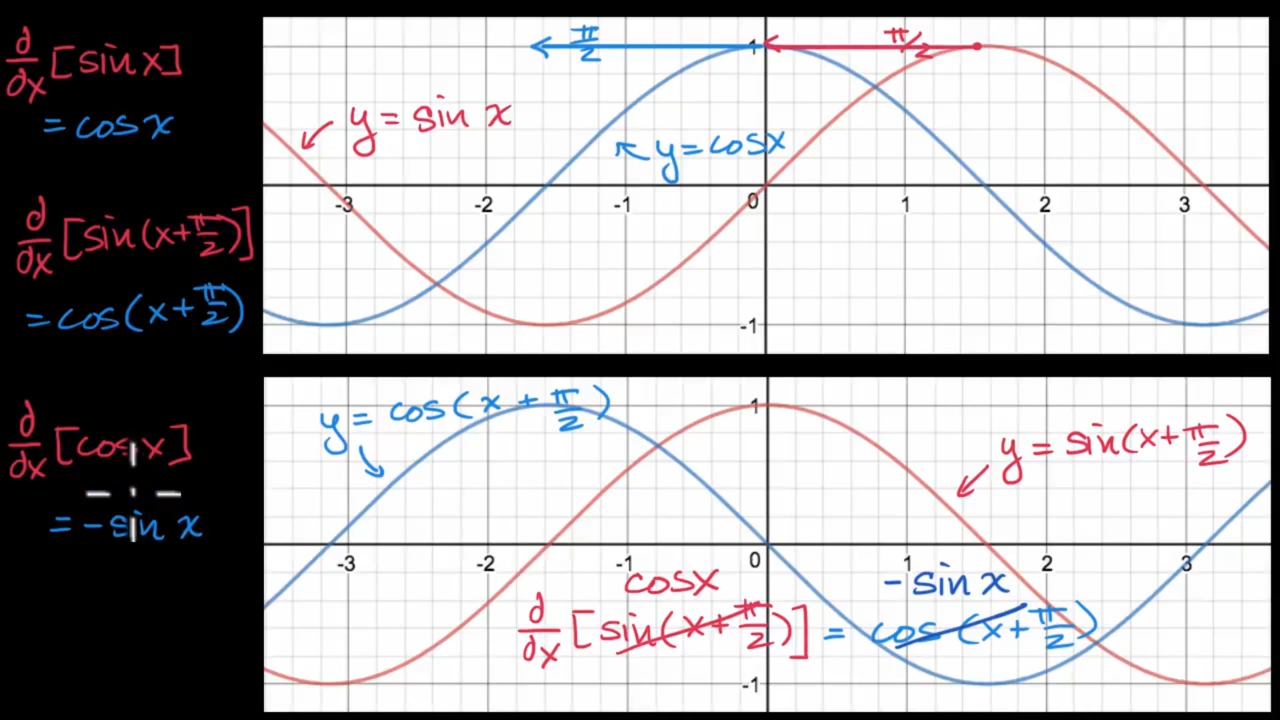 d/dx [sin x]
= cos x
d/dx [sin(x+π/2)]
= cos(x+π/2)
d/dx [cos x]
= -sin x
π/2
π/2
1
y = sin x
y = cos x
-3 -2 -1 0 1 2 3
-1
y = cos(x + π/2)
1
y = sin(x+π/2)
-3 -2 -1 0 1 2 3
cos x -sin x
d/dx [sin(x+π/2)] = cos(x+π/2)
-1